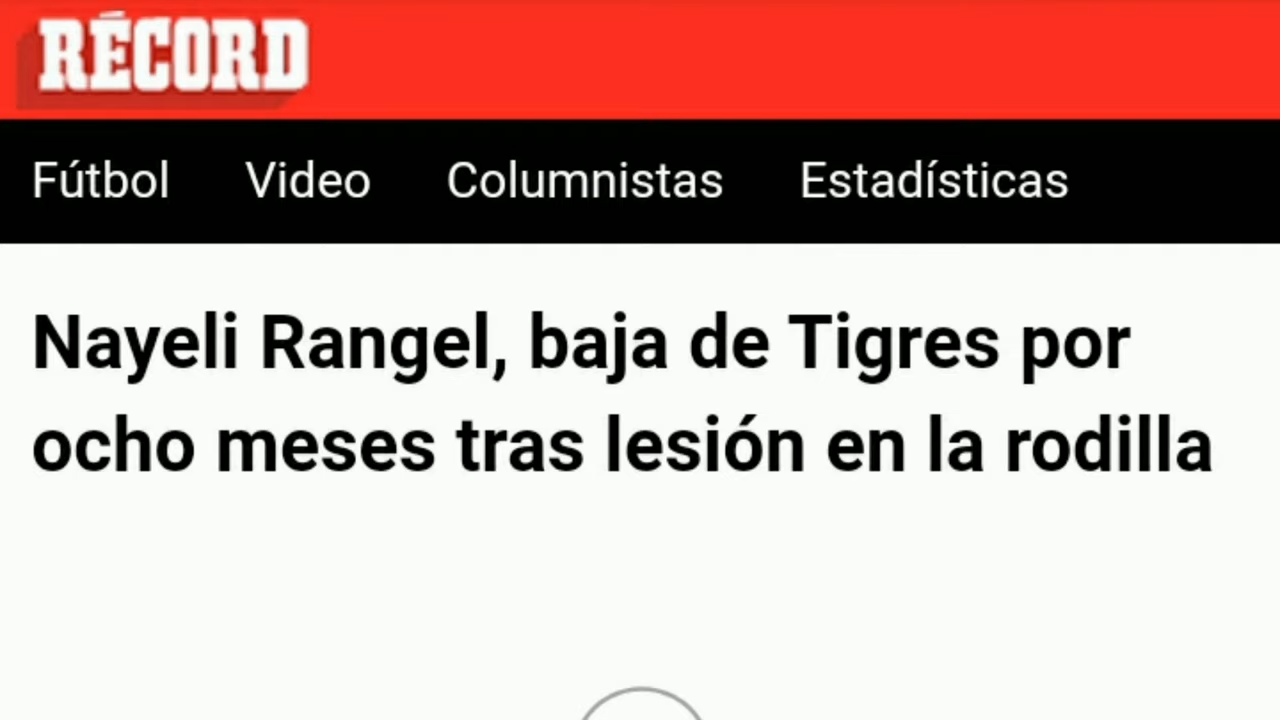 RÉCORD
Fútbol Video Columnistas Estadísticas
Nayeli Rangel, baja de Tigres por
ocho meses tras lesión en la rodilla